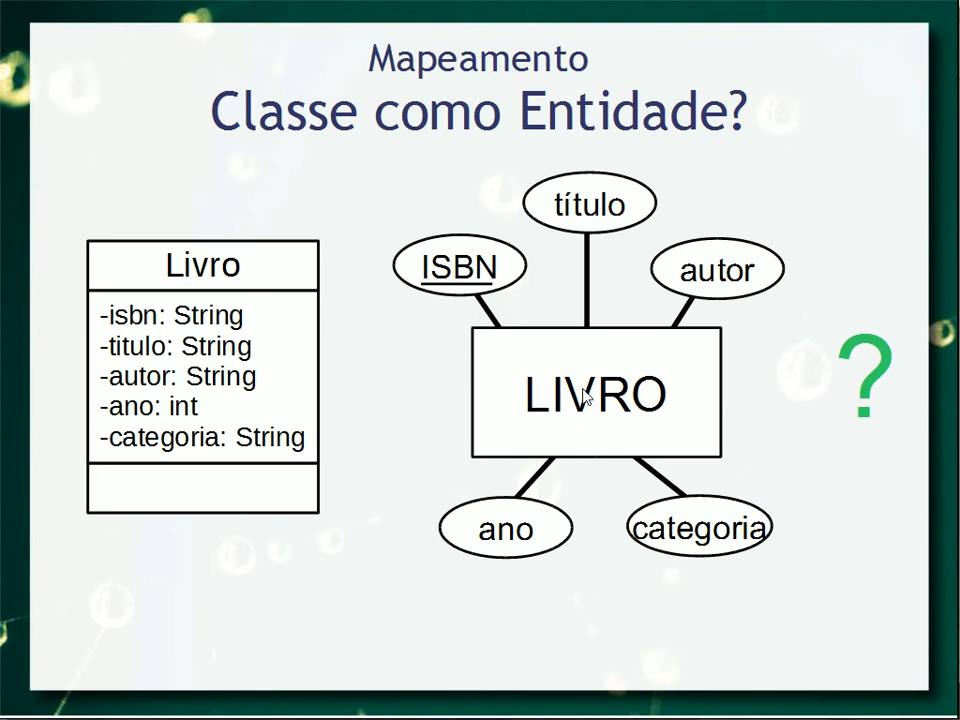 Mapeamento
Classe como Entidade?
Livro
-isbn: String
-titulo: String
-autor: String
-ano: int
-categoria: String
título
ISBN
autor
LIVRO
?
ano
categoria